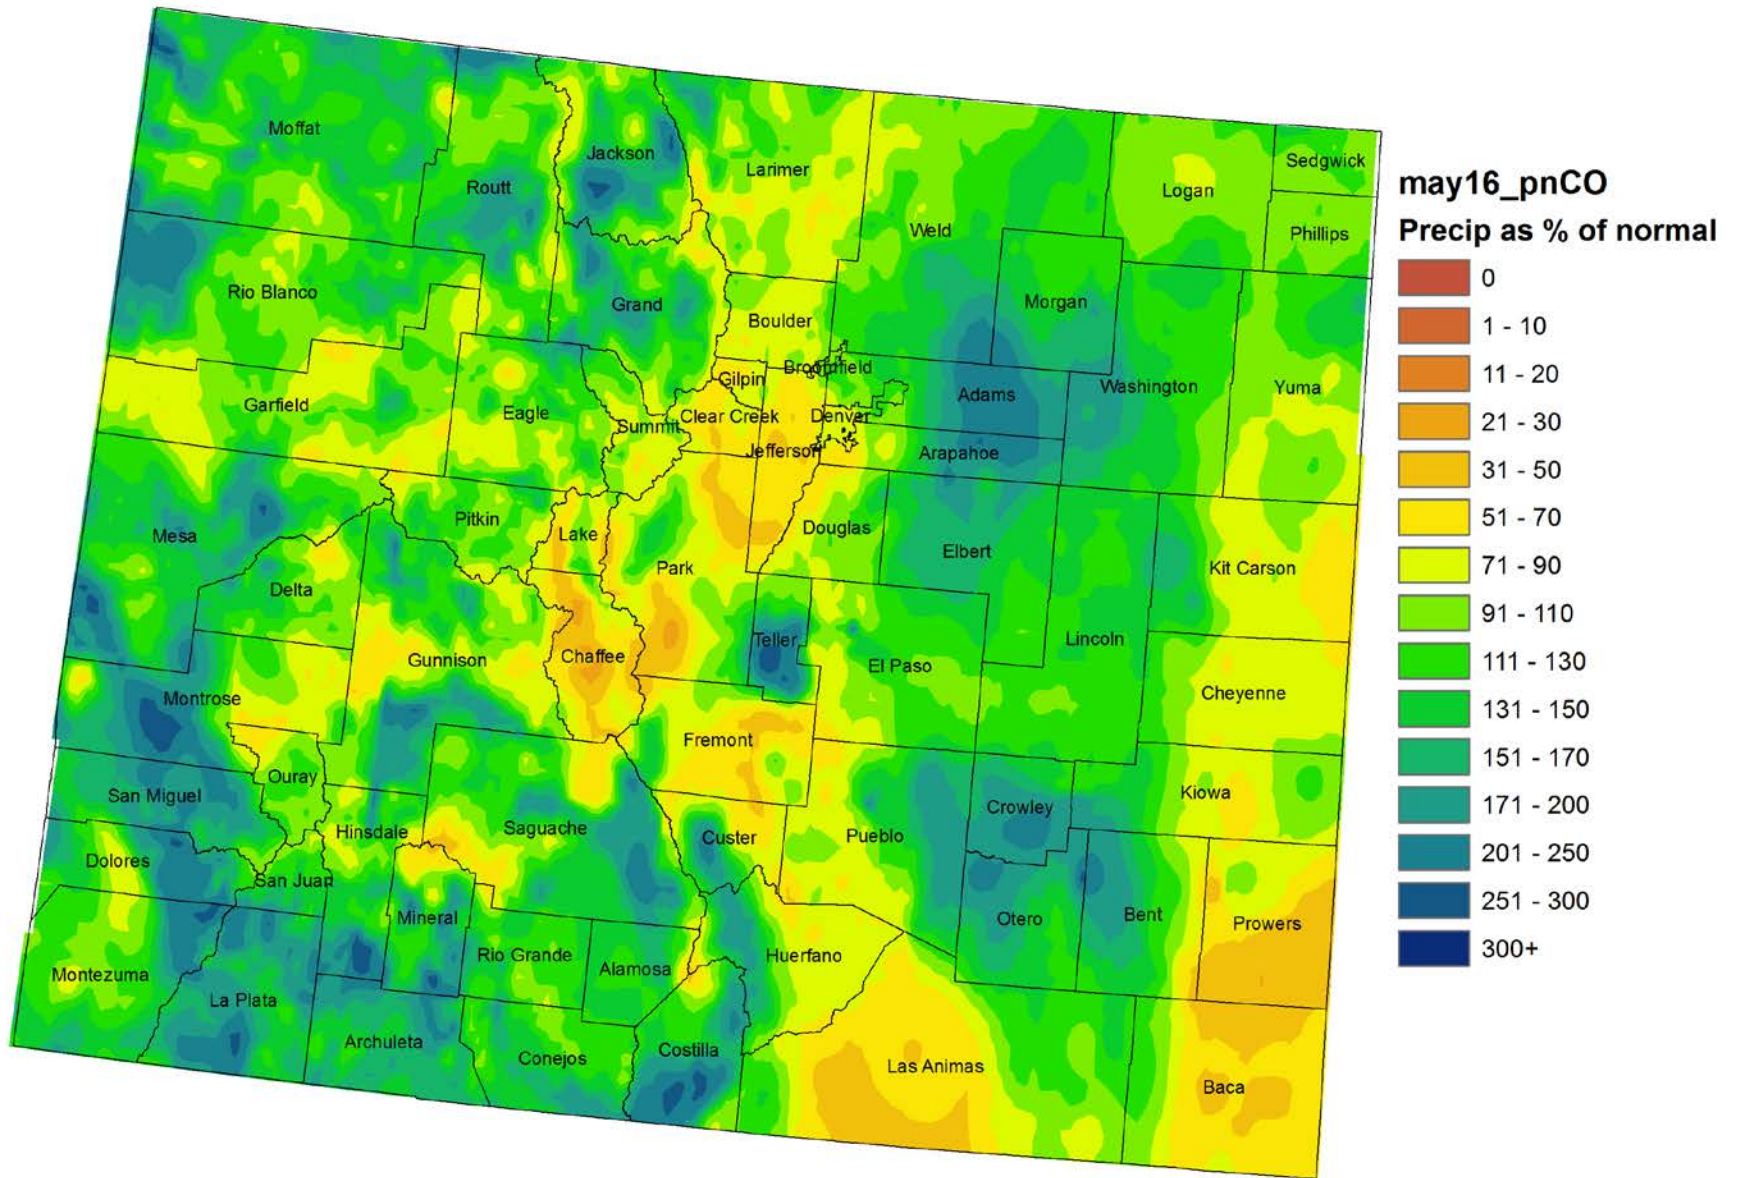 may16_pnCO
Precip as % of normal
0
1 - 10
11 - 20
21 - 30
31 - 50
51 - 70
71 - 90
91 - 110
111 - 130
131 - 150
151 - 170
171 - 200
201 - 250
251 - 300
300+
Moffat
Routt
Jackson
Larimer
Weld
Logan
Sedgwick
Phillips
Rio Blanco
Grand
Boulder
Morgan
Garfield
Eagle
Summit
Gilpin
Clear Creek
Broomfield
Denver
Jefferson
Adams
Arapahoe
Washington
Yuma
Mesa
Pitkin
Lake
Park
Douglas
Elbert
Kit Carson
Delta
Gunnison
Chaffee
Teller
El Paso
Lincoln
Cheyenne
Montrose
Ouray
Fremont
San Miguel
Hinsdale
Saguache
Custer
Pueblo
Crowley
Kiowa
Dolores
San Juan
Mineral
Rio Grande
Alamosa
Huerfano
Otero
Bent
Prowers
Montezuma
La Plata
Archuleta
Conejos
Costilla
Las Animas
Baca